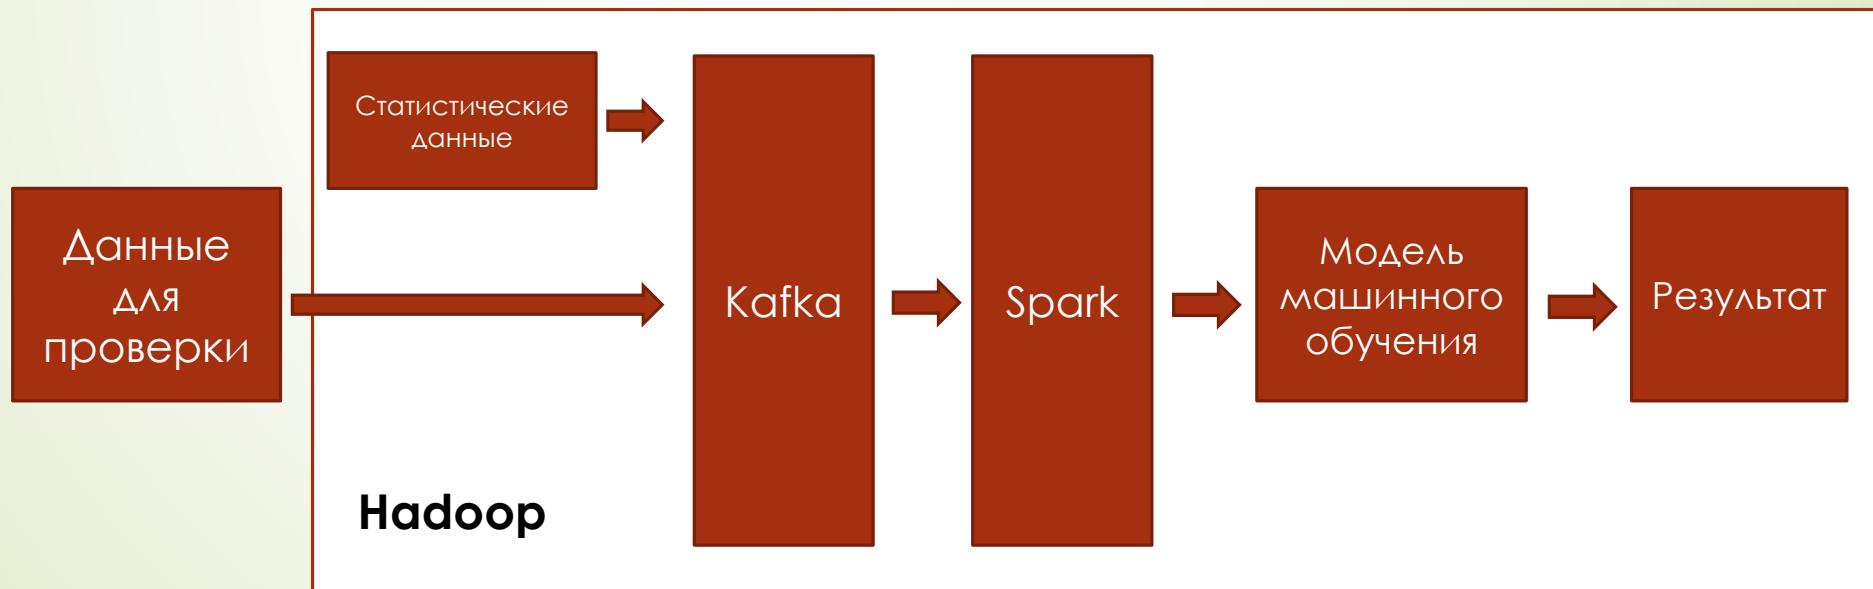 Статистические
данные
Данные
для
проверки
Kafka
Spark
Модель
машинного
обучения
Результат
Hadoop